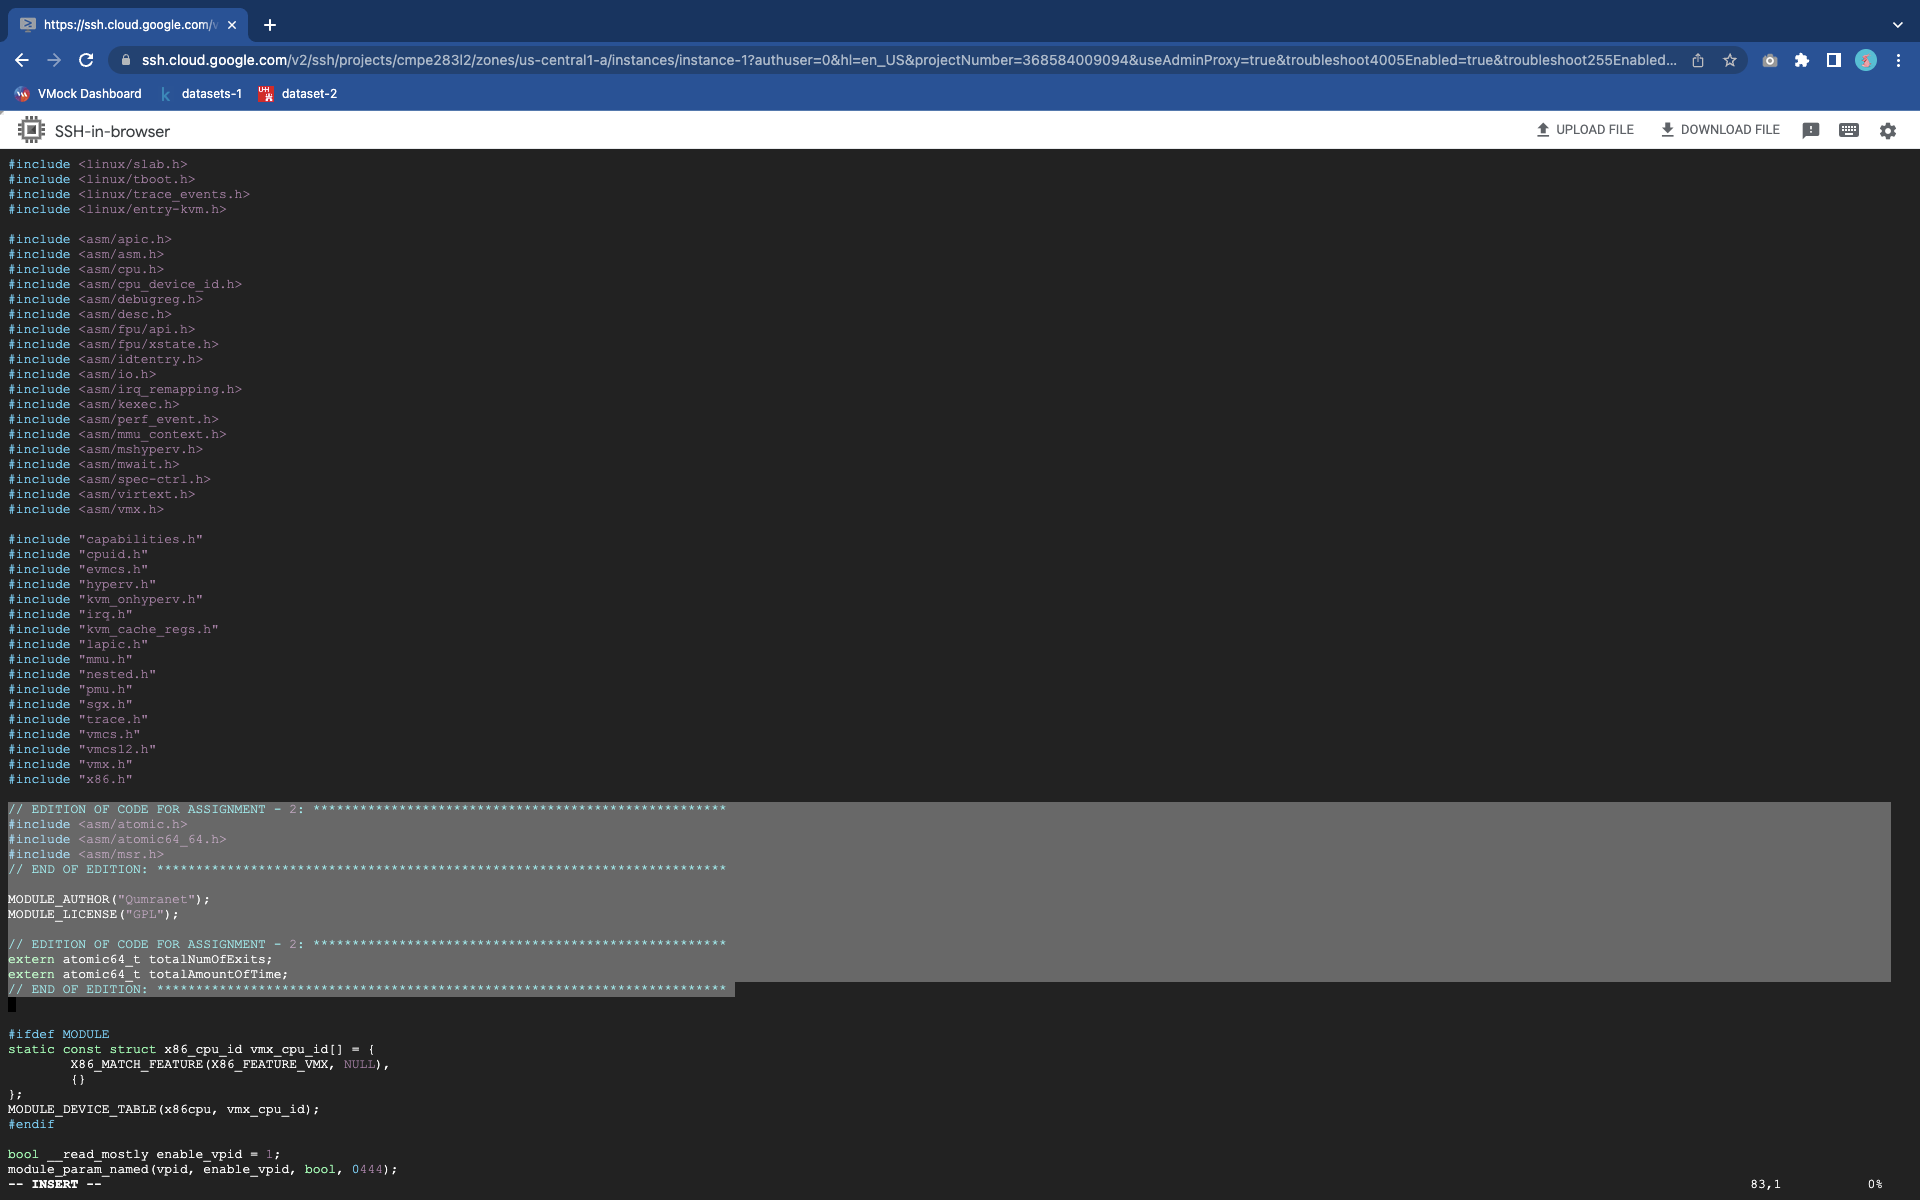 https://ssh.cloud.google.com/v
ssh.cloud.google.com/v2/ssh/projects/cmpe283l2/zones/us-central1-a/instances/instance-1?authuser=0&hl=en_US&projectNumber=368584009094&useAdminProxy=true&troubleshoot4005Enabled=true&troubleshoot255Enabled...
VMock Dashboard
datasets-1
dataset-2
SSH-in-browser
UPLOAD FILE
DOWNLOAD FILE
#include <linux/slab.h>
#include <linux/tboot.h>
#include <linux/trace_events.h>
#include <linux/entry-kvm.h>
#include <asm/apic.h>
#include <asm/asm.h>
#include <asm/cpu.h>
#include <asm/cpu_device_id.h>
#include <asm/debugreg.h>
#include <asm/desc.h>
#include <asm/fpu/api.h>
#include <asm/fpu/xstate.h>
#include <asm/idtentry.h>
#include <asm/io.h>
#include <asm/irq_remapping.h>
#include <asm/kexec.h>
#include <asm/perf_event.h>
#include <asm/mmu_context.h>
#include <asm/mshyperv.h>
#include <asm/mwait.h>
#include <asm/spec-ctrl.h>
#include <asm/virtext.h>
#include <asm/vmx.h>
#include "capabilities.h"
#include "cpuid.h"
#include "evmcs.h"
#include "hyperv.h"
#include "kvm_onhyperv.h"
#include "irq.h"
#include "kvm_cache_regs.h"
#include "lapic.h"
#include "mmu.h"
#include "nested.h"
#include "pmu.h"
#include "sgx.h"
#include "trace.h"
#include "vmcs.h"
#include "vmcs12.h"
#include "vmx.h"
#include "x86.h"
// EDITION OF CODE FOR ASSIGNMENT - 2: *****************************************************
#include <asm/atomic.h>
#include <asm/atomic64_64.h>
#include <asm/msr.h>
// END OF EDITION: *************************************************************************
MODULE_AUTHOR("Qumranet");
MODULE_LICENSE("GPL");
// EDITION OF CODE FOR ASSIGNMENT - 2: *****************************************************
extern atomic64_t totalNumOfExits;
extern atomic64_t totalAmountOfTime;
// END OF EDITION: *************************************************************************
#ifdef MODULE
static const struct x86_cpu_id vmx_cpu_id[] = {
        X86_MATCH_FEATURE(X86_FEATURE_VMX, NULL),
        {}
};
MODULE_DEVICE_TABLE(x86cpu, vmx_cpu_id);
#endif
bool __read_mostly enable_vpid = 1;
module_param_named(vpid, enable_vpid, bool, 0444);
-- INSERT -- 83,1 0%